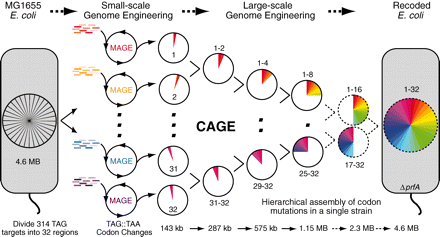 MG1655
E. coli
Small-scale
Genome Engineering
Large-scale
Genome Engineering
Recoded
E. coli
MAGE
1
1-2
1-4
1-8
1-16
1-32
MAGE
2
4.6 MB
CAGE
MAGE
31
MAGE
32
31-32
29-32
25-32
17-32
ΔprfA
Divide 314 TAG
targets into 32 regions
TAG::TAA
Codon Changes
Hierarchical assembly of codon
mutations in a single strain
143 kb
287 kb
575 kb
1.15 MB
2.3 MB
4.6 MB